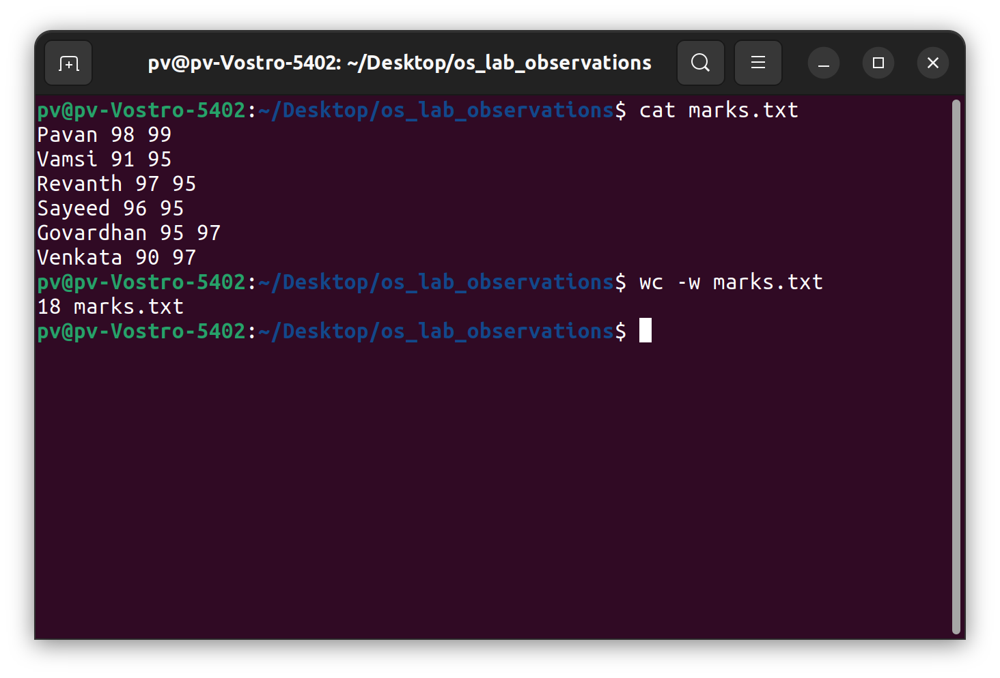 pv@pv-Vostro-5402: ~/Desktop/os_lab_observations
pv@pv-Vostro-5402:~/Desktop/os_lab_observations$ cat marks.txt
Pavan 98 99
Vamsi 91 95
Revanth 97 95
Sayeed 96 95
Govardhan 95 97
Venkata 90 97
pv@pv-Vostro-5402:~/Desktop/os_lab_observations$ wc -w marks.txt
18 marks.txt
pv@pv-Vostro-5402:~/Desktop/os_lab_observations$